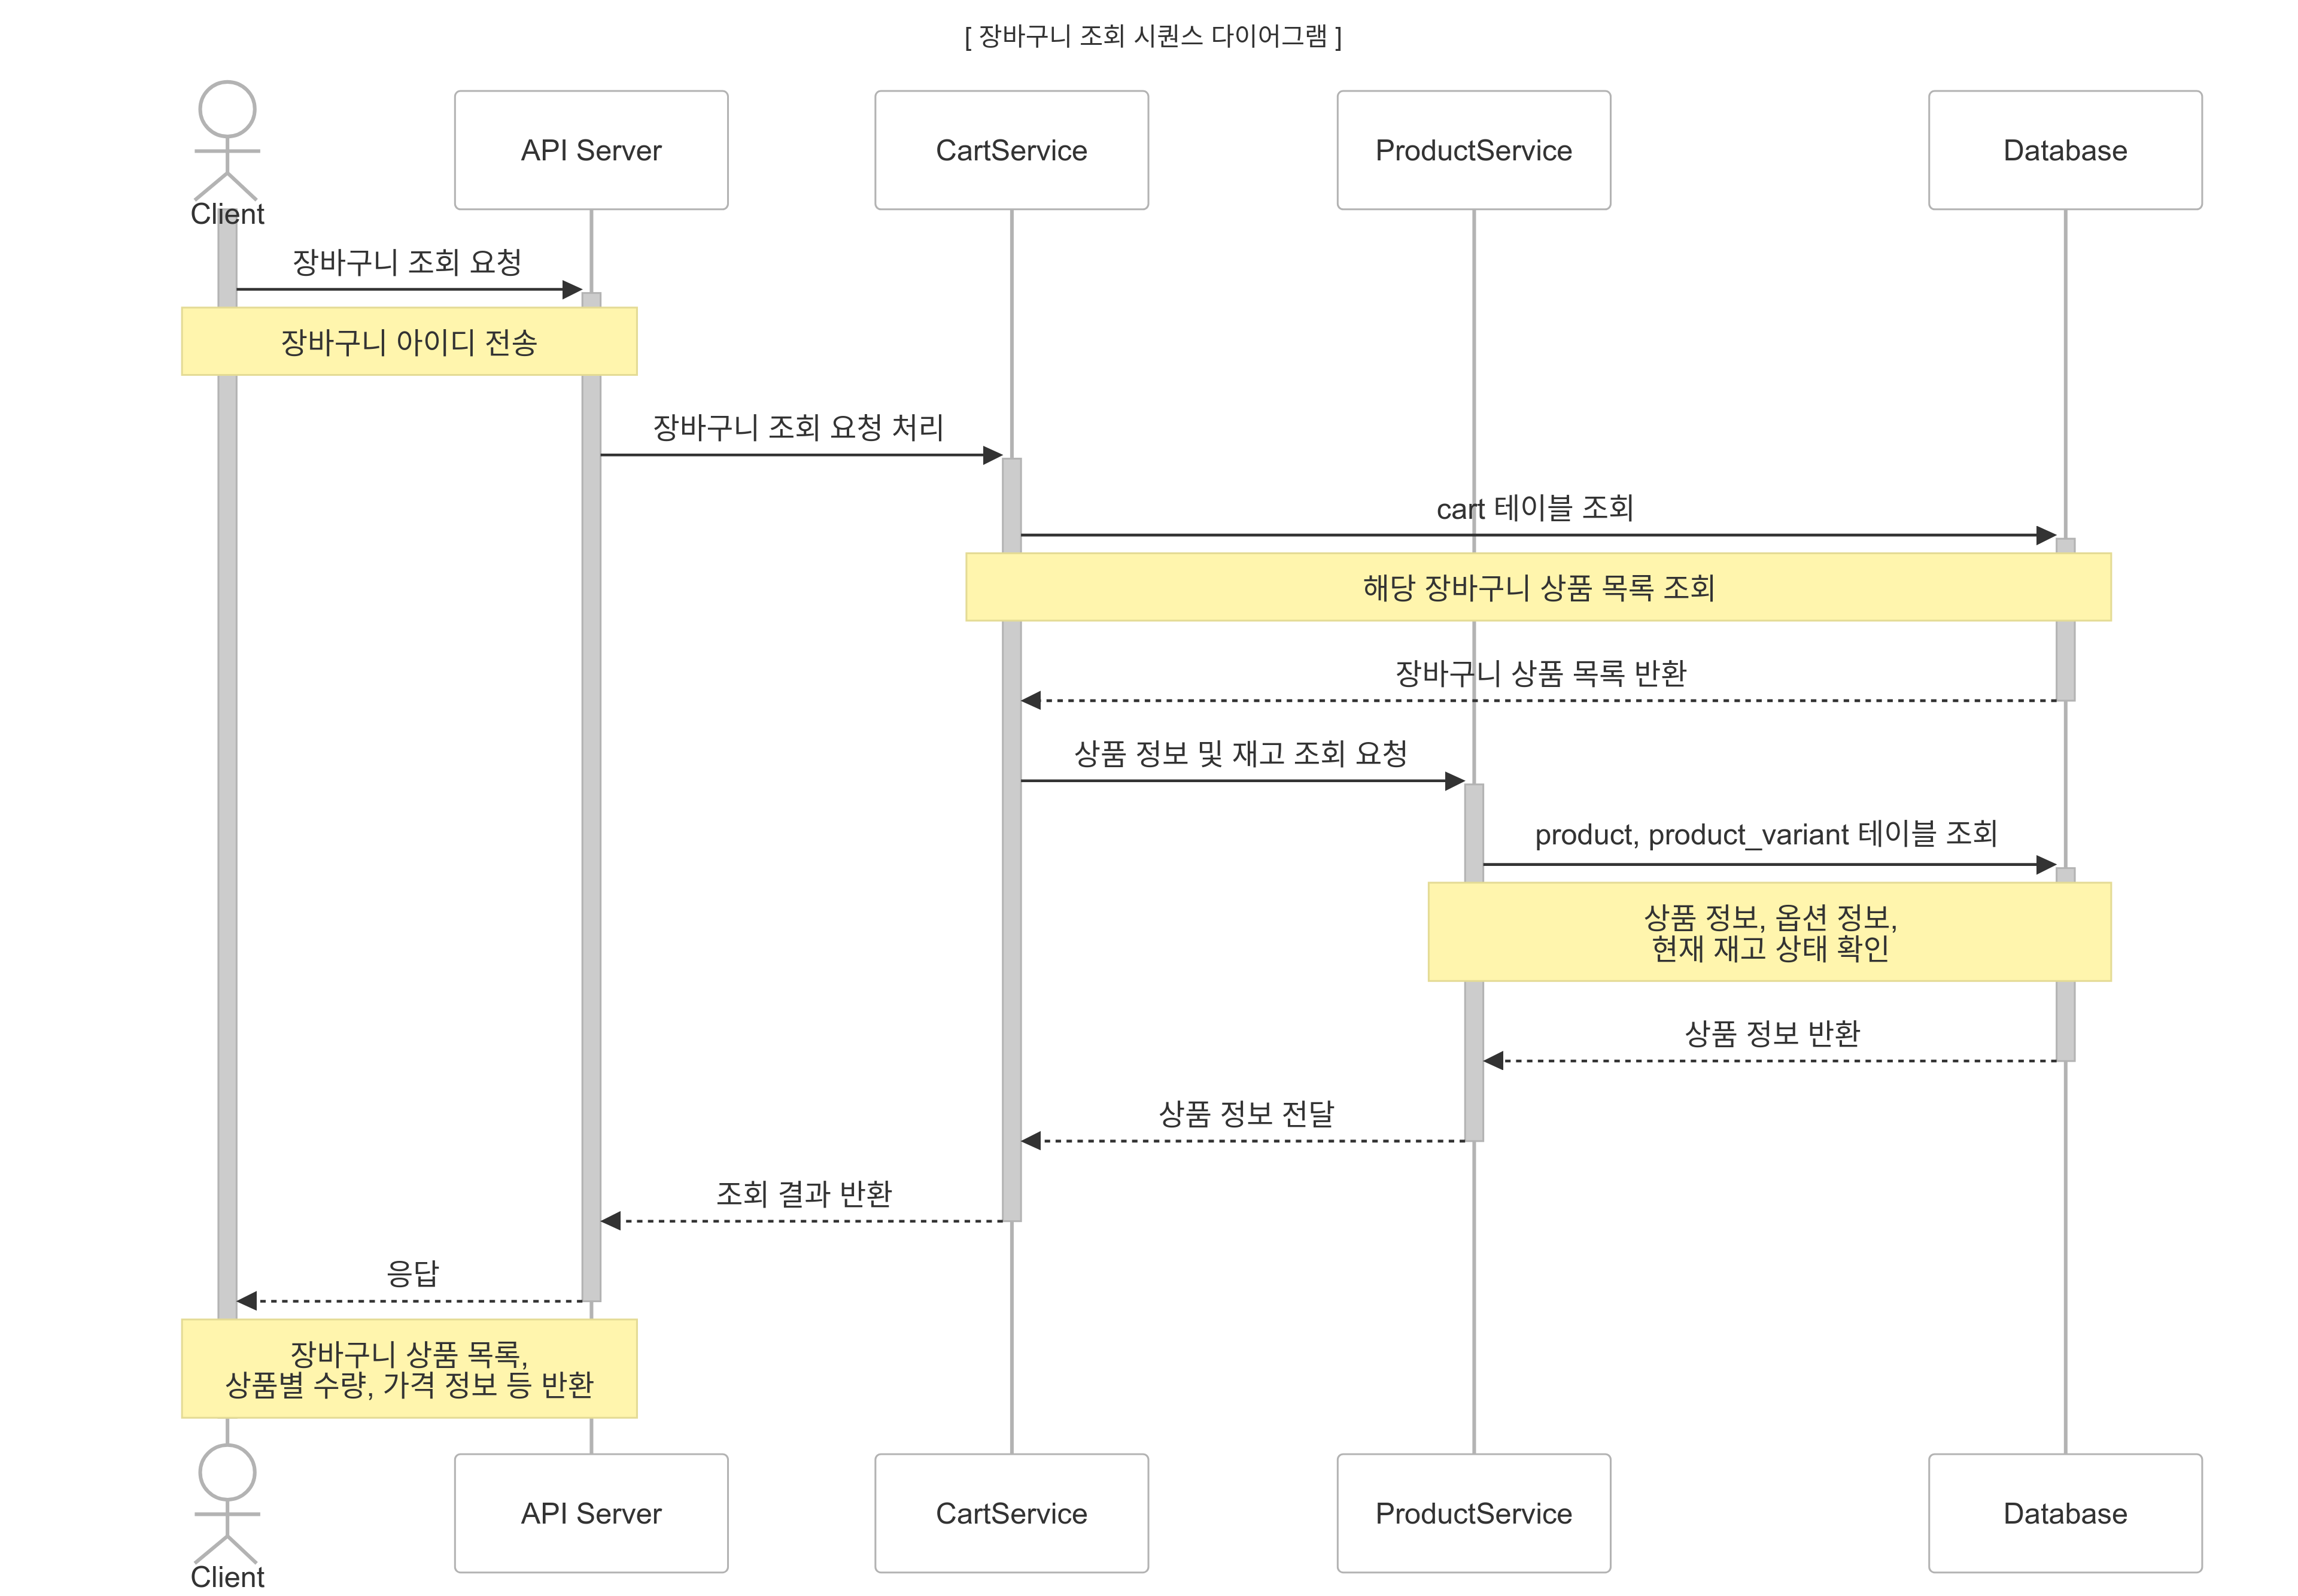 [ 장바구니 조회 시퀀스 다이어그램 ]
Client
API Server
CartService
ProductService
Database
장바구니 조회 요청
장바구니 아이디 전송
장바구니 조회 요청 처리
cart 테이블 조회
해당 장바구니 상품 목록 조회
장바구니 상품 목록 반환
상품 정보 및 재고 조회 요청
product, product_variant 테이블 조회
상품 정보, 옵션 정보,
현재 재고 상태 확인
상품 정보 반환
상품 정보 전달
조회 결과 반환
응답
장바구니 상품 목록,
상품별 수량, 가격 정보 등 반환
Client
API Server
CartService
ProductService
Database